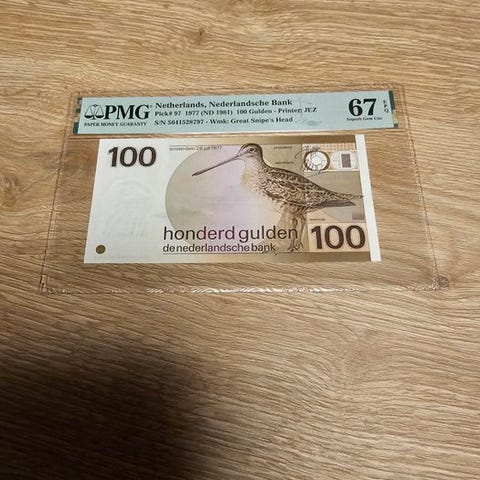 PMG
PAPER MONEY GUARANTY
Netherlands, Nederlandsche Bank
Pick# 97 1977 (ND 1981) 100 Gulden - Printer: JEZ
S/N 5641528797 - Wmk: Great Snipe's Head
67 EPQ
Superb Gem Unc
100
amsterdam 28 juli 1977
honderd gulden
de nederlandsche bank
100